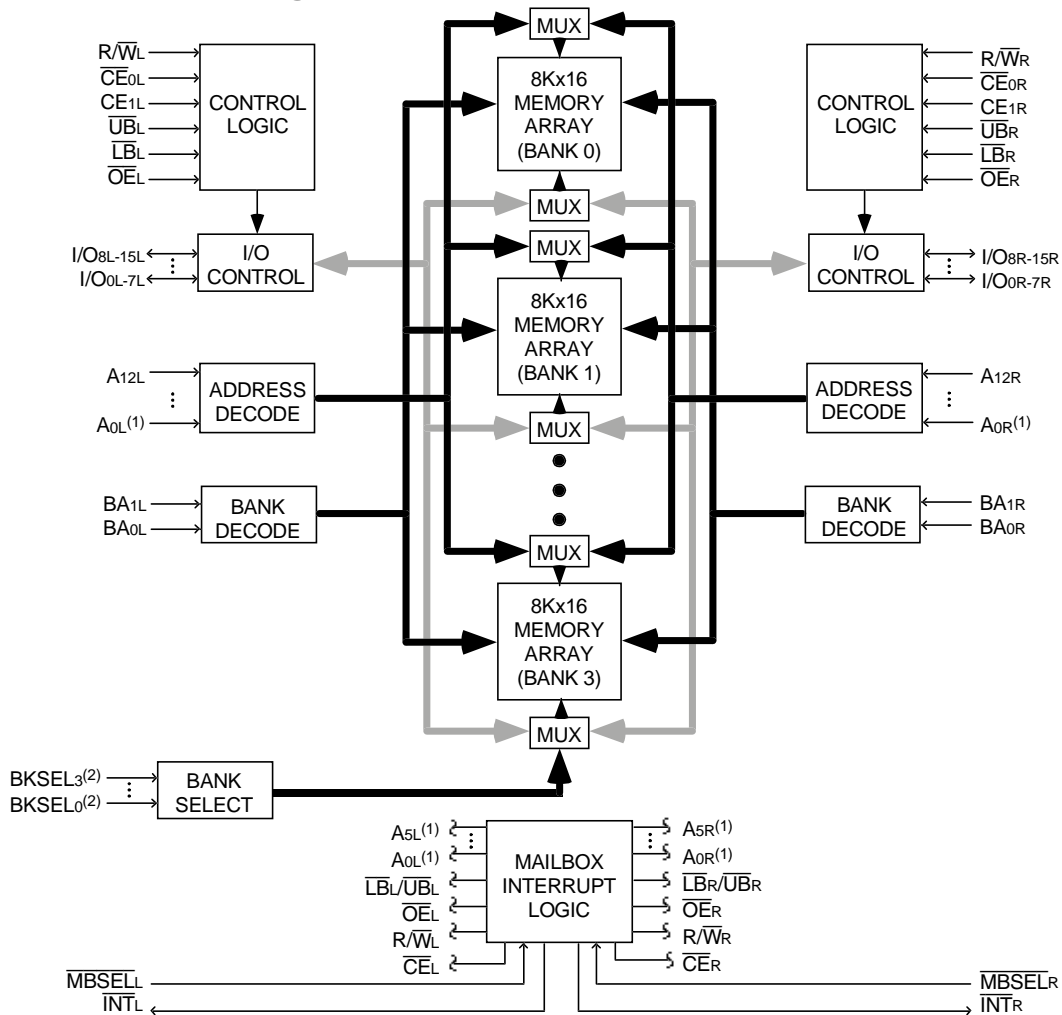 MUX
R/W̅L
C̅E̅0L
CE1L
U̅B̅L
L̅B̅L
O̅E̅L
CONTROL
LOGIC
8Kx16
MEMORY
ARRAY
(BANK 0)
CONTROL
LOGIC
R/W̅R
C̅E̅0R
CE1R
U̅B̅R
L̅B̅R
O̅E̅R
MUX
I/O8L-15L
I/O0L-7L
I/O
CONTROL
MUX
I/O
CONTROL
I/O8R-15R
I/O0R-7R
8Kx16
MEMORY
ARRAY
(BANK 1)
A12L
A0L(1)
ADDRESS
DECODE
ADDRESS
DECODE
A12R
A0R(1)
MUX
BA1L
BA0L
BANK
DECODE
BANK
DECODE
BA1R
BA0R
MUX
8Kx16
MEMORY
ARRAY
(BANK 3)
MUX
BKSEL3(2)
BKSEL0(2)
BANK
SELECT
A5L(1)
A0L(1)
L̅B̅L/U̅B̅L
O̅E̅L
R/W̅L
C̅E̅L
MAILBOX
INTERRUPT
LOGIC
A5R(1)
A0R(1)
L̅B̅R/U̅B̅R
O̅E̅R
R/W̅R
C̅E̅R
M̅B̅S̅E̅L̅L
I̅N̅T̅L
M̅B̅S̅E̅L̅R
I̅N̅T̅R